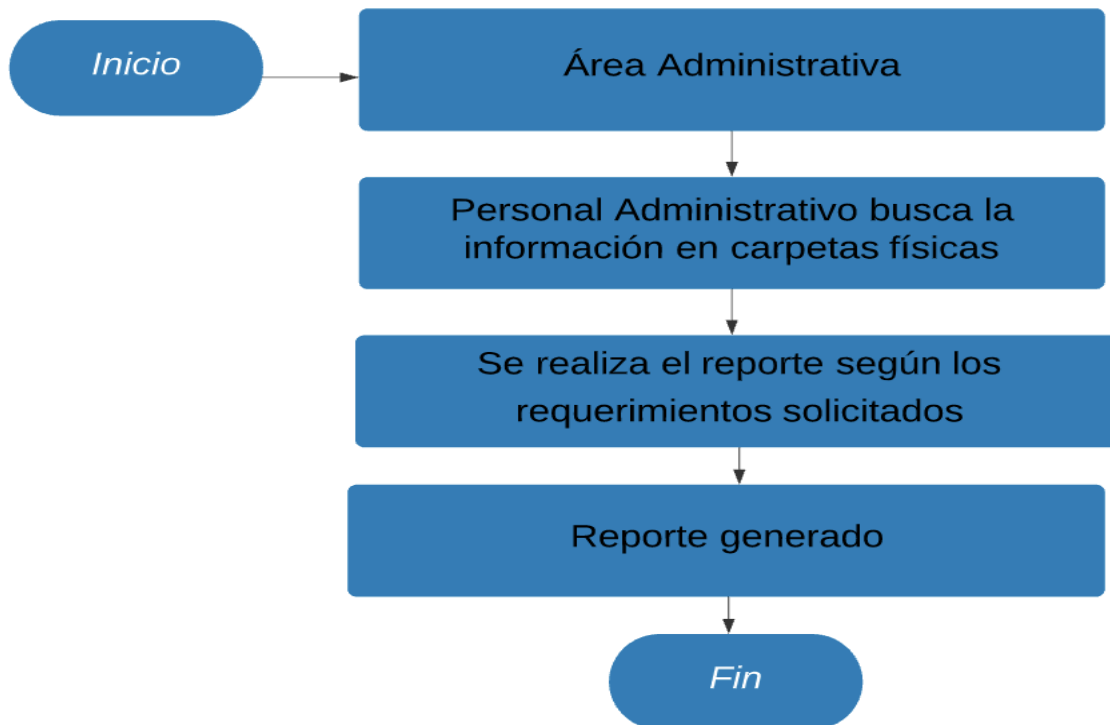 Inicio
Área Administrativa
Personal Administrativo busca la
información en carpetas físicas
Se realiza el reporte según los
requerimientos solicitados
Reporte generado
Fin